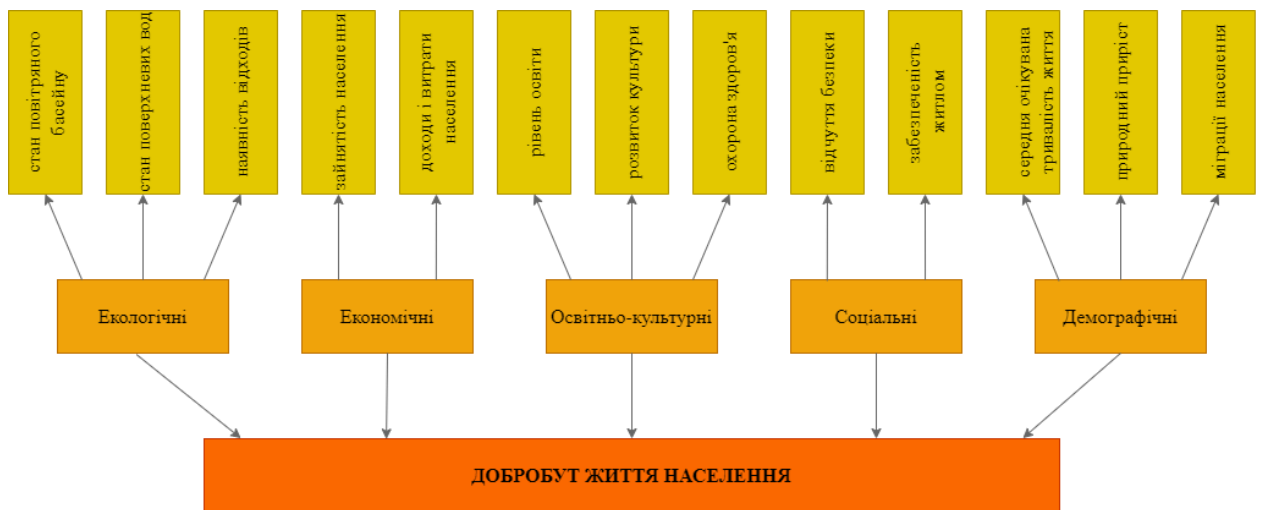 стан повітряного
басейну
стан поверхневих вод
наявність відходів
зайнятість населення
доходи і витрати
населення
рівень освіти
розвиток культури
охорона здоров'я
відчуття безпеки
забезпеченість
житлом
середня очікувана
тривалість життя
природний приріст
міграції населення
Екологічні
Економічні
Освітньо-культурні
Соціальні
Демографічні
ДОБРОБУТ ЖИТТЯ НАСЕЛЕННЯ